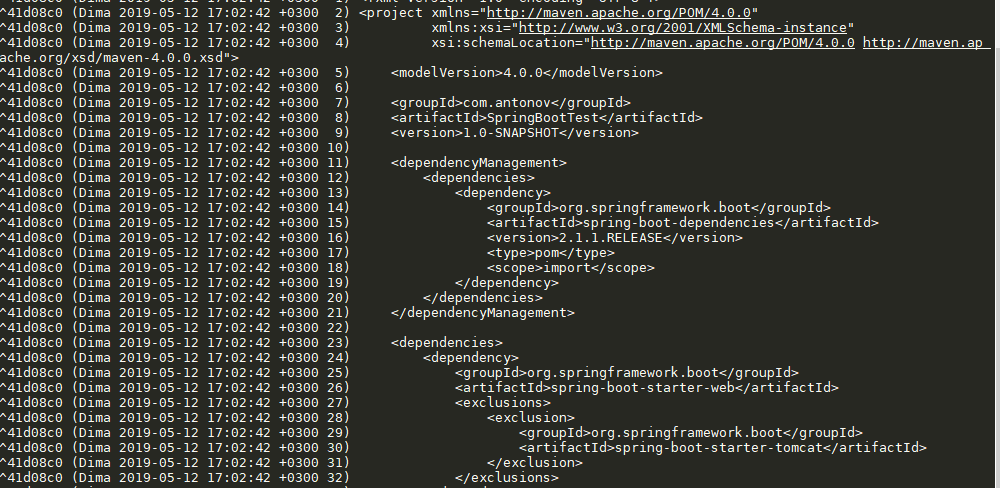 ^41d08c0 (Dima 2019-05-12 17:02:42 +0300  2) <project xmlns="http://maven.apache.org/POM/4.0.0"
^41d08c0 (Dima 2019-05-12 17:02:42 +0300  3)          xmlns:xsi="http://www.w3.org/2001/XMLSchema-instance"
^41d08c0 (Dima 2019-05-12 17:02:42 +0300  4)          xsi:schemaLocation="http://maven.apache.org/POM/4.0.0 http://maven.ap
ache.org/xsd/maven-4.0.0.xsd">
^41d08c0 (Dima 2019-05-12 17:02:42 +0300  5)     <modelVersion>4.0.0</modelVersion>
^41d08c0 (Dima 2019-05-12 17:02:42 +0300  6)
^41d08c0 (Dima 2019-05-12 17:02:42 +0300  7)     <groupId>com.antonov</groupId>
^41d08c0 (Dima 2019-05-12 17:02:42 +0300  8)     <artifactId>SpringBootTest</artifactId>
^41d08c0 (Dima 2019-05-12 17:02:42 +0300  9)     <version>1.0-SNAPSHOT</version>
^41d08c0 (Dima 2019-05-12 17:02:42 +0300 10)
^41d08c0 (Dima 2019-05-12 17:02:42 +0300 11)     <dependencyManagement>
^41d08c0 (Dima 2019-05-12 17:02:42 +0300 12)         <dependencies>
^41d08c0 (Dima 2019-05-12 17:02:42 +0300 13)             <dependency>
^41d08c0 (Dima 2019-05-12 17:02:42 +0300 14)                 <groupId>org.springframework.boot</groupId>
^41d08c0 (Dima 2019-05-12 17:02:42 +0300 15)                 <artifactId>spring-boot-dependencies</artifactId>
^41d08c0 (Dima 2019-05-12 17:02:42 +0300 16)                 <version>2.1.1.RELEASE</version>
^41d08c0 (Dima 2019-05-12 17:02:42 +0300 17)                 <type>pom</type>
^41d08c0 (Dima 2019-05-12 17:02:42 +0300 18)                 <scope>import</scope>
^41d08c0 (Dima 2019-05-12 17:02:42 +0300 19)             </dependency>
^41d08c0 (Dima 2019-05-12 17:02:42 +0300 20)         </dependencies>
^41d08c0 (Dima 2019-05-12 17:02:42 +0300 21)     </dependencyManagement>
^41d08c0 (Dima 2019-05-12 17:02:42 +0300 22)
^41d08c0 (Dima 2019-05-12 17:02:42 +0300 23)     <dependencies>
^41d08c0 (Dima 2019-05-12 17:02:42 +0300 24)         <dependency>
^41d08c0 (Dima 2019-05-12 17:02:42 +0300 25)             <groupId>org.springframework.boot</groupId>
^41d08c0 (Dima 2019-05-12 17:02:42 +0300 26)             <artifactId>spring-boot-starter-web</artifactId>
^41d08c0 (Dima 2019-05-12 17:02:42 +0300 27)             <exclusions>
^41d08c0 (Dima 2019-05-12 17:02:42 +0300 28)                 <exclusion>
^41d08c0 (Dima 2019-05-12 17:02:42 +0300 29)                     <groupId>org.springframework.boot</groupId>
^41d08c0 (Dima 2019-05-12 17:02:42 +0300 30)                     <artifactId>spring-boot-starter-tomcat</artifactId>
^41d08c0 (Dima 2019-05-12 17:02:42 +0300 31)                 </exclusion>
^41d08c0 (Dima 2019-05-12 17:02:42 +0300 32)             </exclusions>